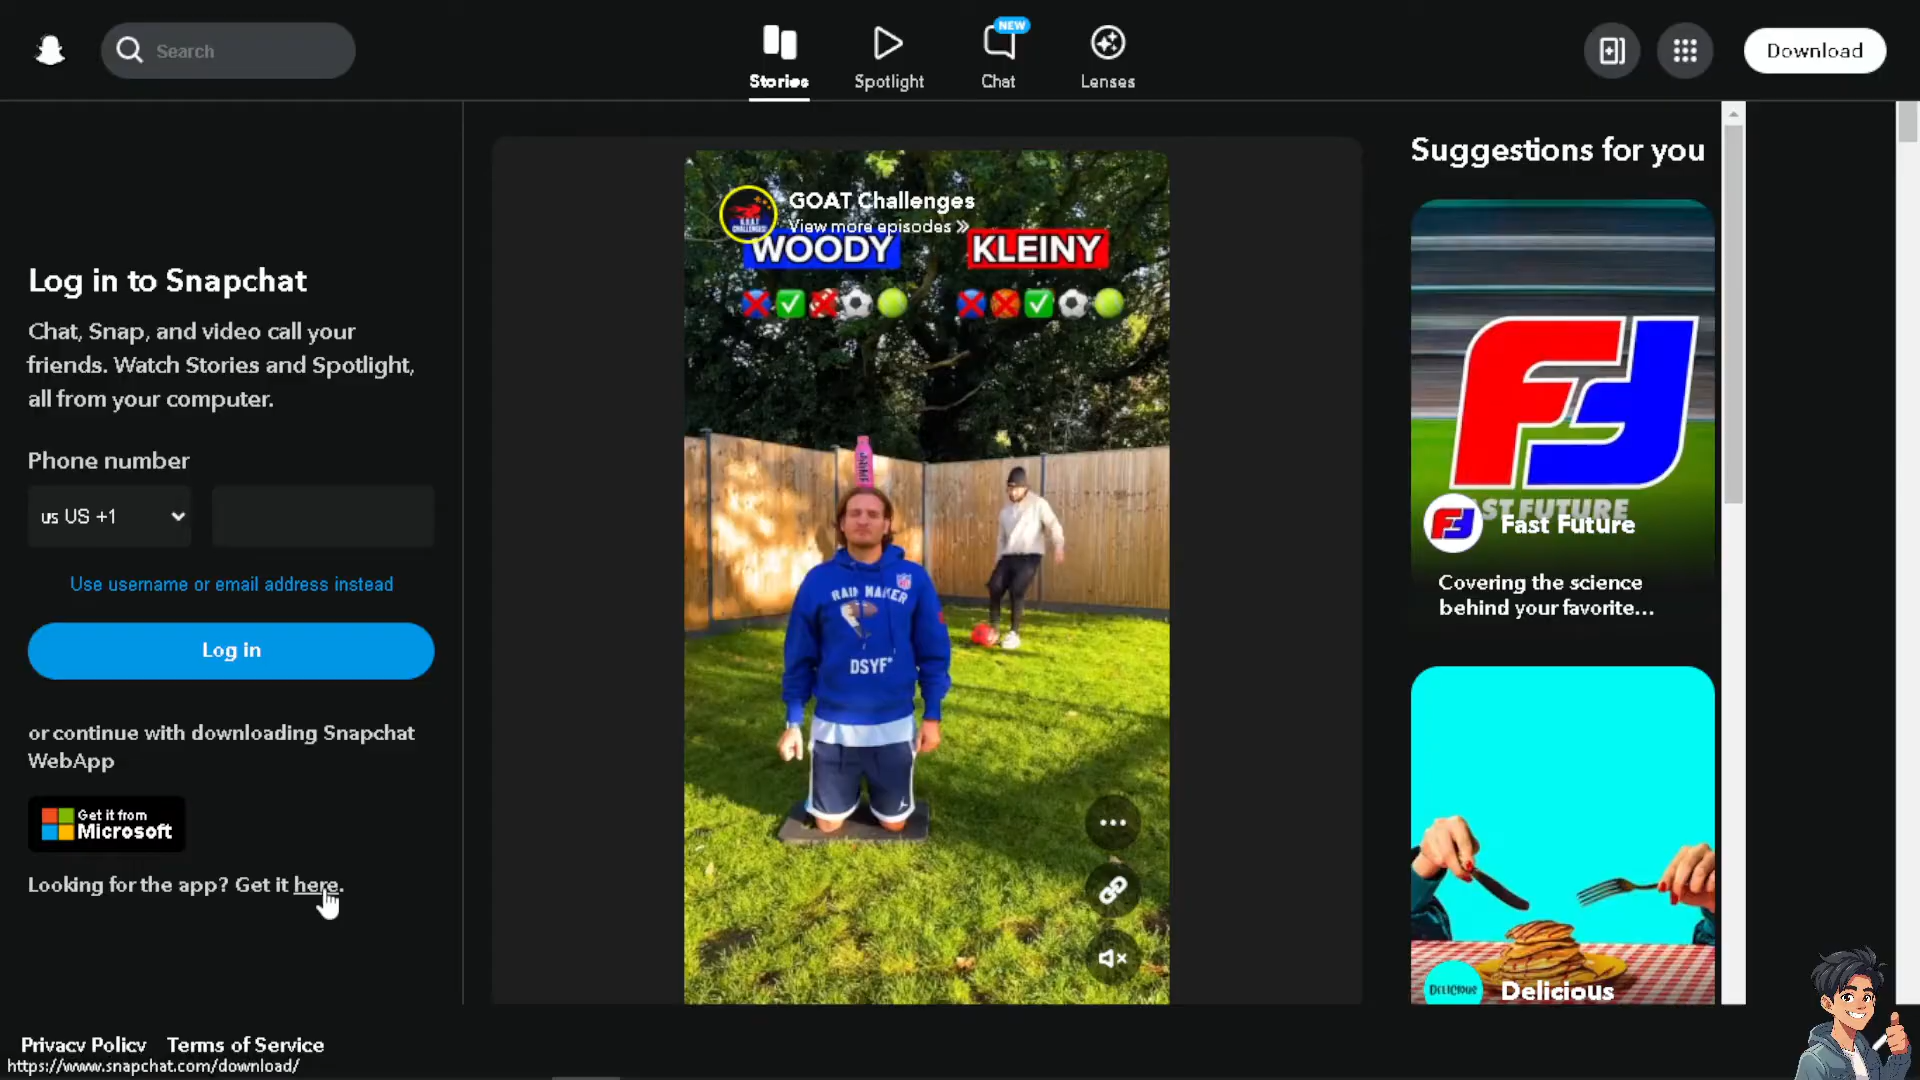 Search
Stories
Spotlight
NEW
Chat
Lenses
Download
Log in to Snapchat
Chat, Snap, and video call your
friends. Watch Stories and Spotlight,
all from your computer.
Phone number
us US +1
Use username or email address instead
Log in
or continue with downloading Snapchat
WebApp
Get it from
Microsoft
Looking for the app? Get it here.
Privacy Policy Terms of Service
https://www.snapchat.com/download/
GOAT Challenges
View more episodes »
WOODY
KLEINY
RAIN MAKER
DSYF
Suggestions for you
Fast Future
Covering the science
behind your favorite...
DELICIOUS
Delicious